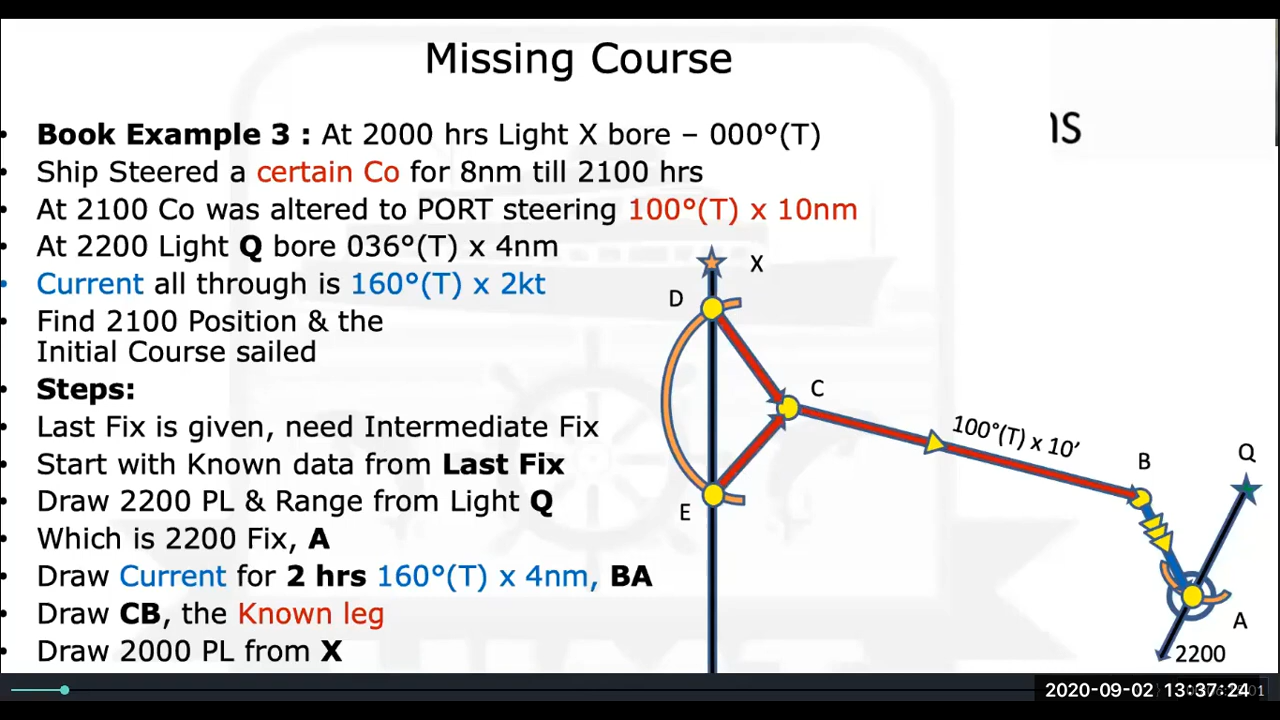 Missing Course
ns
• Book Example 3 : At 2000 hrs Light X bore – 000°(T)
• Ship Steered a certain Co for 8nm till 2100 hrs
• At 2100 Co was altered to PORT steering 100°(T) x 10nm
• At 2200 Light Q bore 036°(T) x 4nm
• Current all through is 160°(T) x 2kt
• Find 2100 Position & the
Initial Course sailed
• Steps:
• Last Fix is given, need Intermediate Fix
• Start with Known data from Last Fix
• Draw 2200 PL & Range from Light Q
• Which is 2200 Fix, A
• Draw Current for 2 hrs 160°(T) x 4nm, BA
• Draw CB, the Known leg
• Draw 2000 PL from X
X
D
C
100°(T) x 10’
B
Q
E
A
2200
2020-09-02 13:37:24